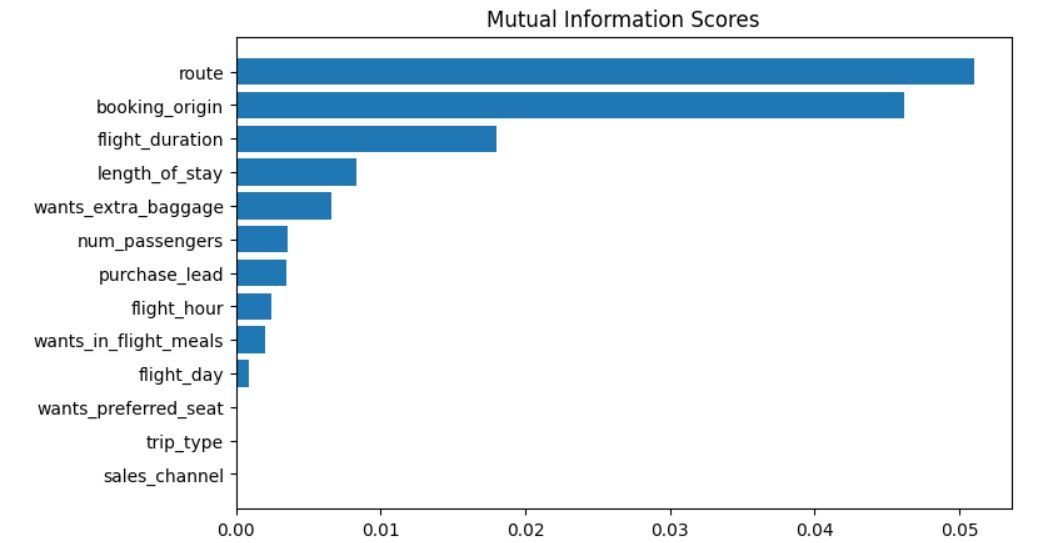 Mutual Information Scores
route
booking_origin
flight_duration
length_of_stay
wants_extra_baggage
num_passengers
purchase_lead
flight_hour
wants_in_flight_meals
flight_day
wants_preferred_seat
trip_type
sales_channel
0.00 0.01 0.02 0.03 0.04 0.05